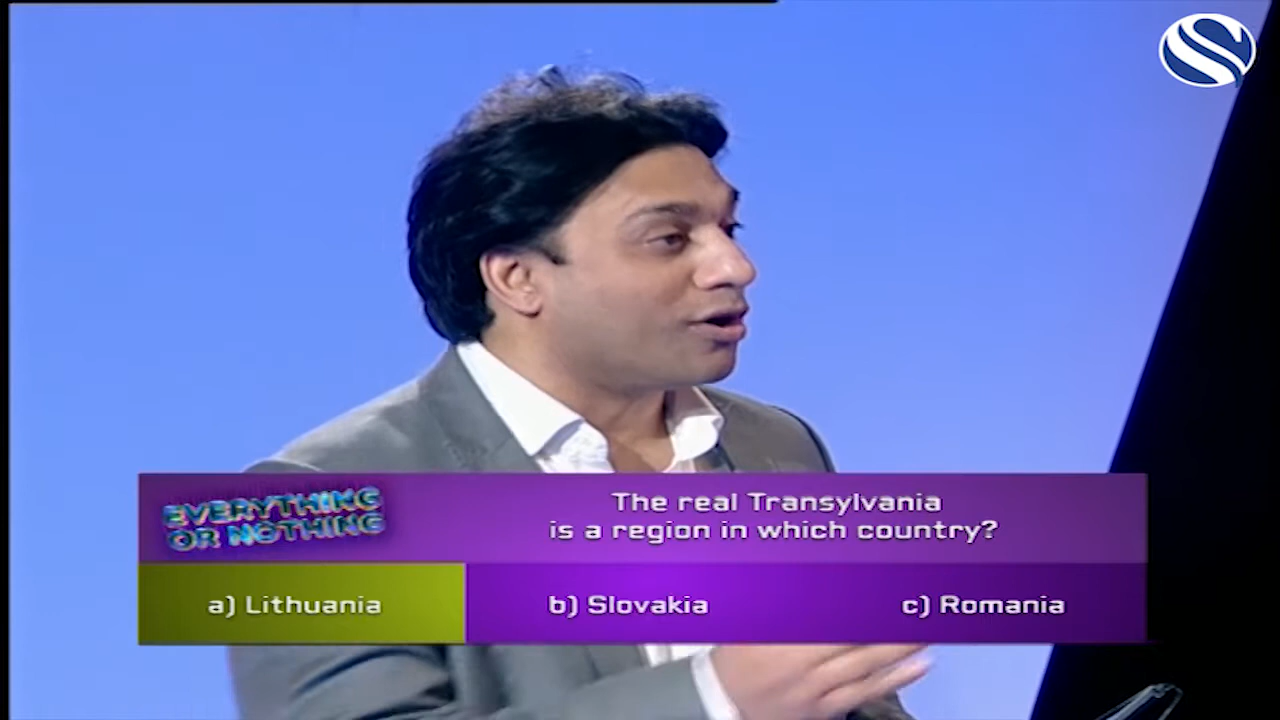 EVERYTHING
OR NOTHING
The real Transylvania
is a region in which country?
a) Lithuania
b) Slovakia
c) Romania